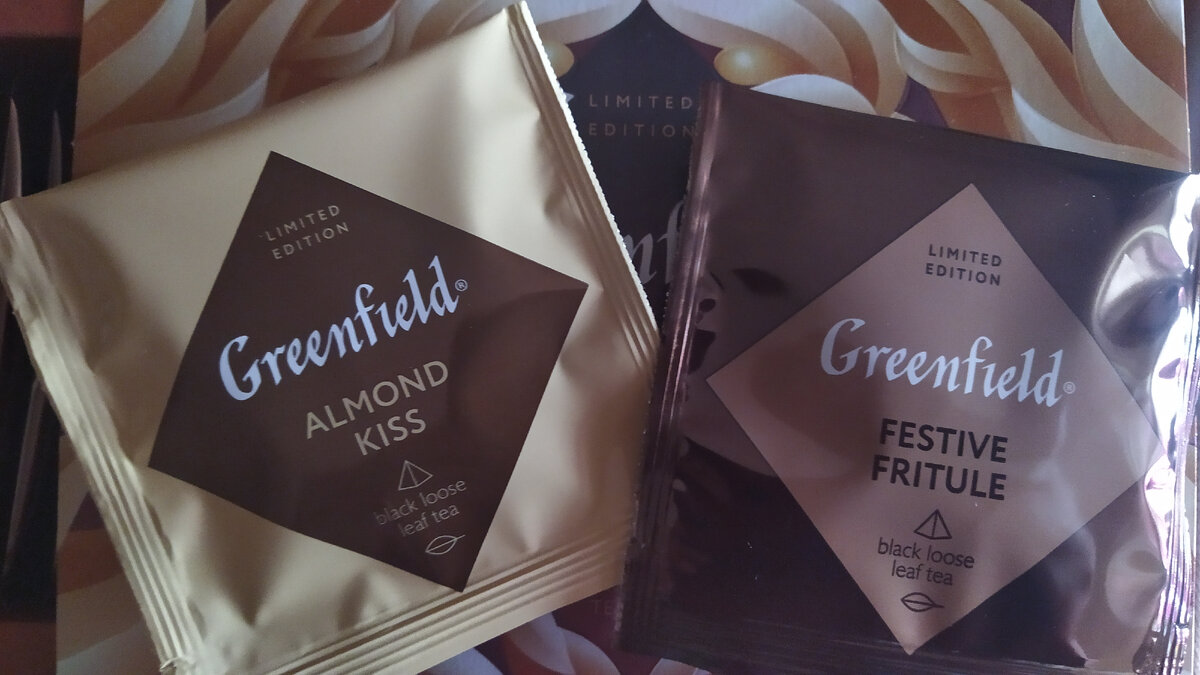 LIMITED
EDITION
LIMITED
EDITION
Greenfield®
ALMOND
KISS
black loose
leaf tea
LIMITED
EDITION
Greenfield®
FESTIVE
FRITULE
black loose
leaf tea